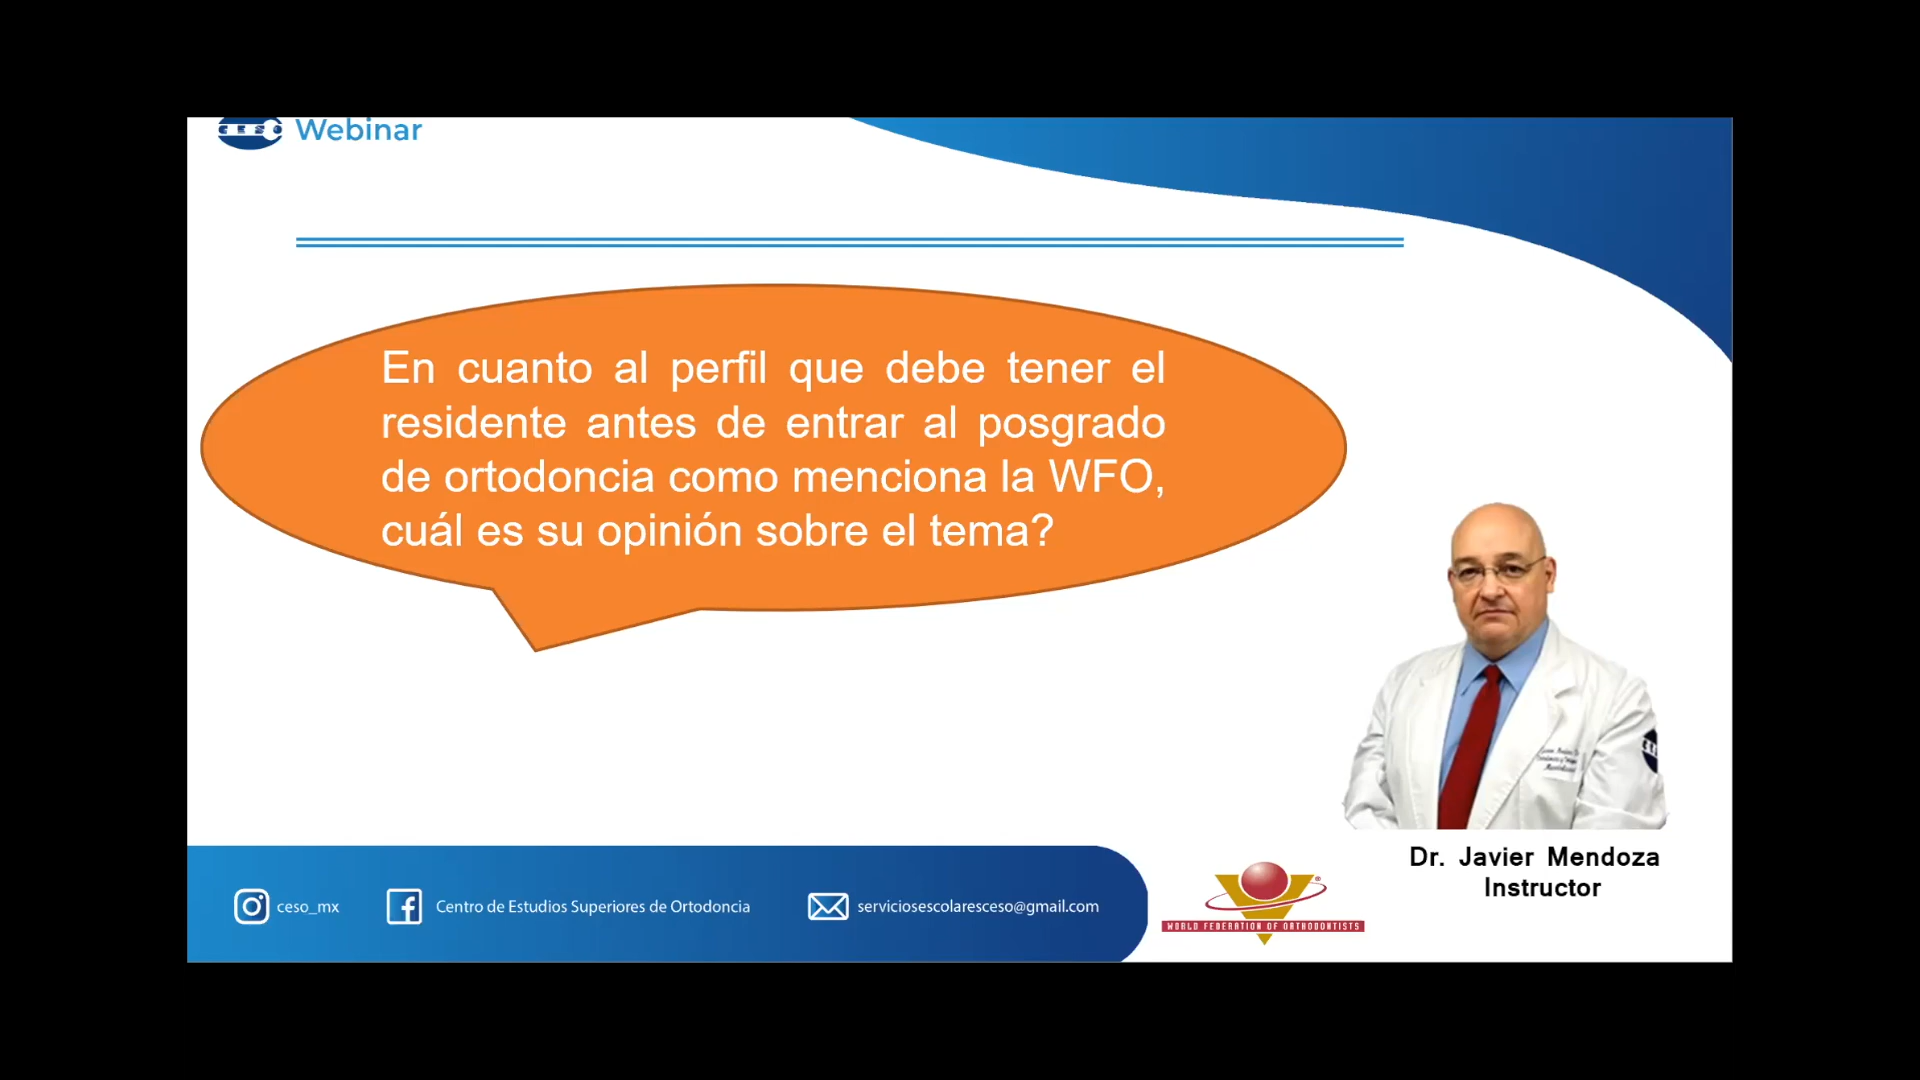 CESO Webinar
En cuanto al perfil que debe tener el
residente antes de entrar al posgrado
de ortodoncia como menciona la WFO,
cuál es su opinión sobre el tema?
Dr. Javier Mendoza
Instructor
ceso_mx
Centro de Estudios Superiores de Ortodoncia
serviciosescolaresceso@gmail.com
WORLD FEDERATION OF ORTHODONTISTS